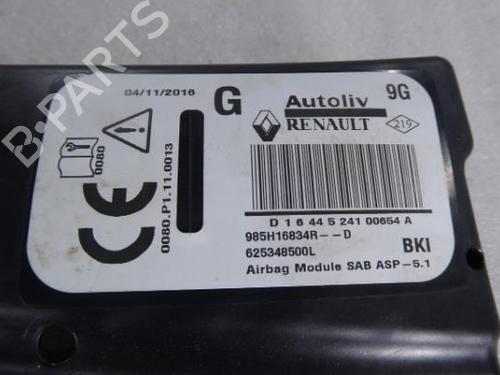 04/11/2016
G
Autoliv
9G
RENAULT
219
0080
CE
0080.P1.11.0013
D 1 6 44 5 241 00654 A
985H16834R--D
625348500L
BKI
Airbag Module SAB ASP-5.1
B-PARTS